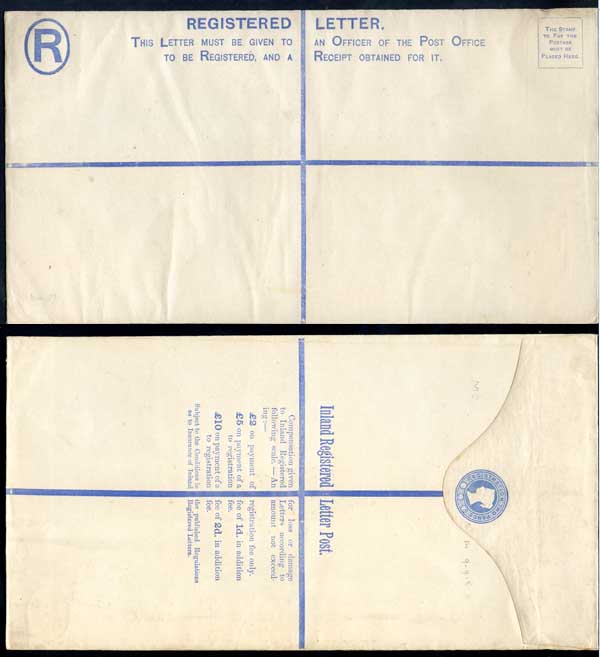 R
REGISTERED LETTER.
THIS LETTER MUST BE GIVEN TO AN OFFICER OF THE POST OFFICE
TO BE REGISTERED, AND A RECEIPT OBTAINED FOR IT.
THE STAMP
TO PAY THE
POSTAGE
MUST BE
PLACED HERE.
Inland Registered Letter Post.
Compensation given for loss or damage
to Inland Registered Letters according to
following scale.—An amount not exceed-
ing:—
£2 on payment of registration fee only.
£5 on payment of a fee of 1d. in addition
to registration fee.
£10 on payment of a fee of 2d. in addition
to registration fee.
Subject to the Conditions in the published Regulations
as to Insurance of Inland Registered Letters.
REGISTRATION